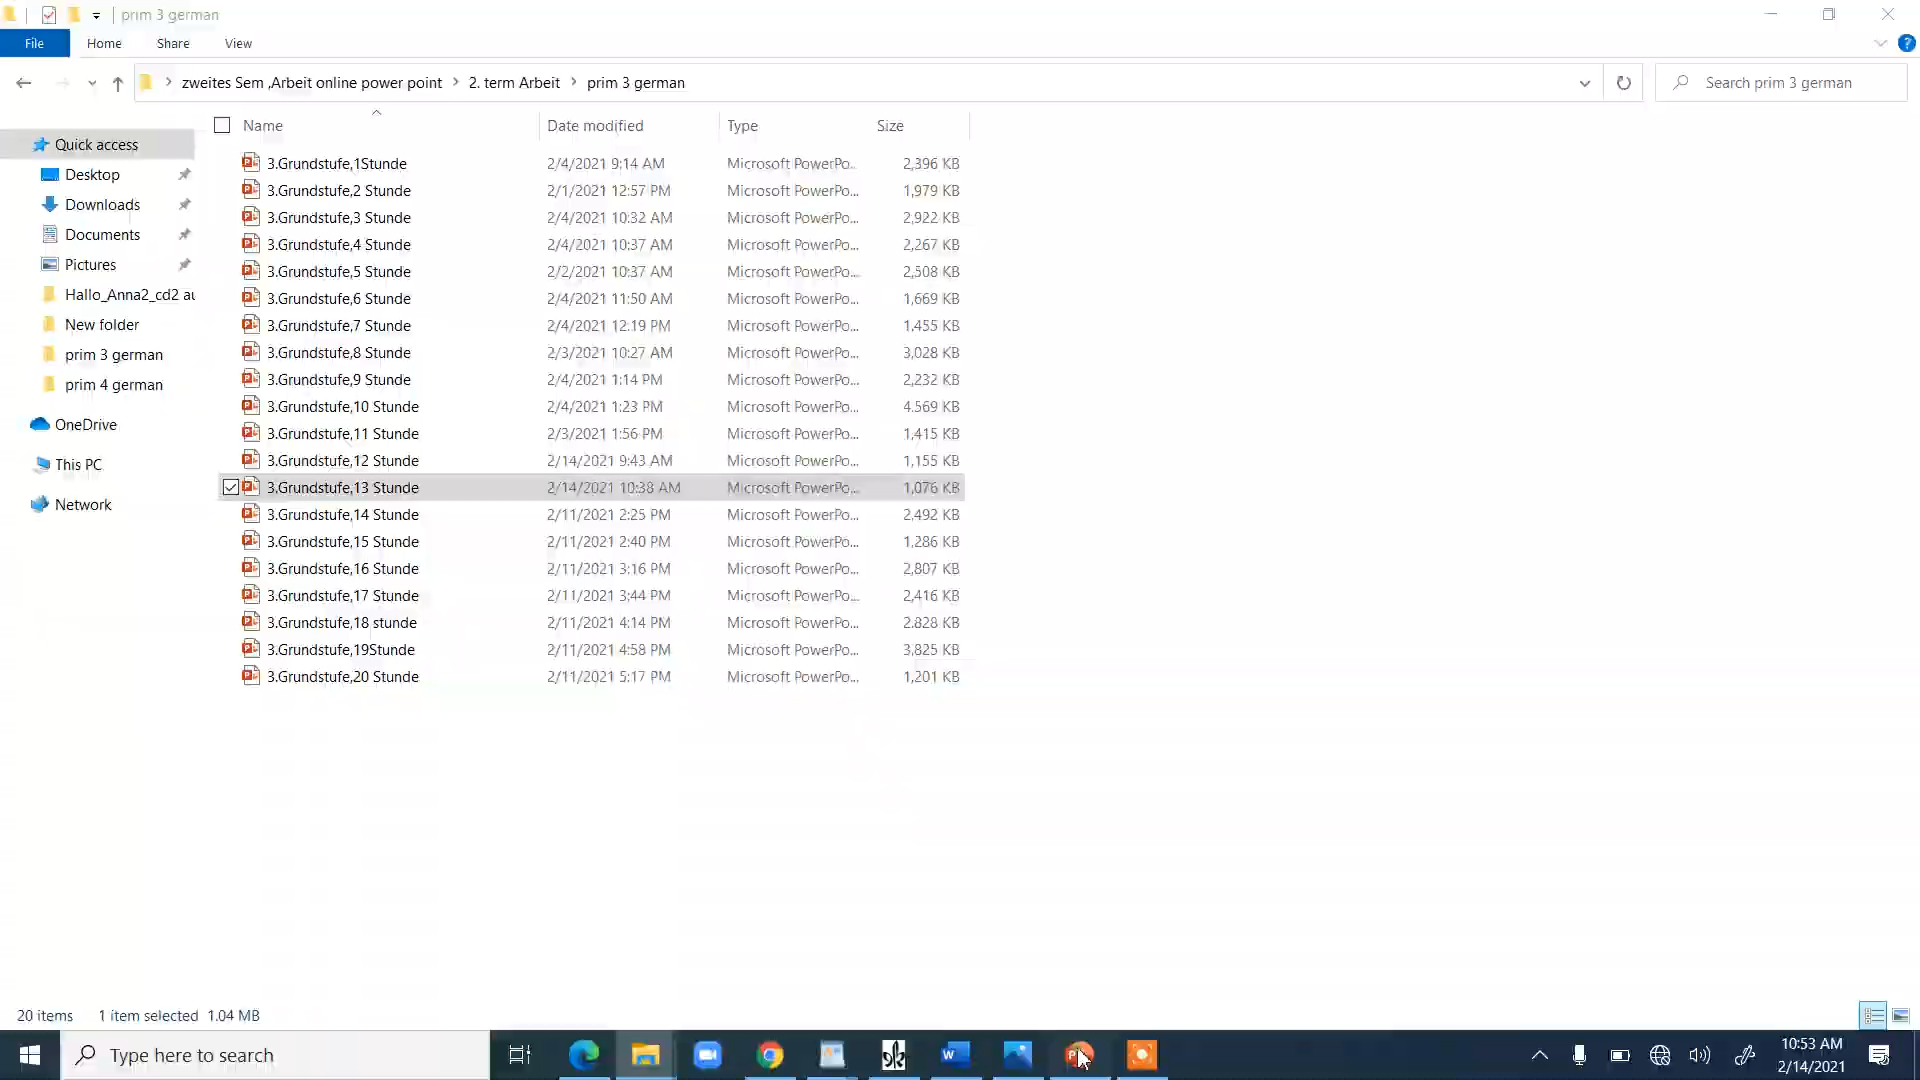 prim 3 german
File Home Share View
zweites Sem ,Arbeit online power point 2. term Arbeit prim 3 german Search prim 3 german
Name Date modified Type Size
Quick access
Desktop
Downloads
Documents
Pictures
Hallo_Anna2_cd2 au
New folder
prim 3 german
prim 4 german
OneDrive
This PC
Network
3.Grundstufe,1Stunde 2/4/2021 9:14 AM Microsoft PowerPo... 2,396 KB
3.Grundstufe,2 Stunde 2/1/2021 12:57 PM Microsoft PowerPo... 1,979 KB
3.Grundstufe,3 Stunde 2/4/2021 10:32 AM Microsoft PowerPo... 2,922 KB
3.Grundstufe,4 Stunde 2/4/2021 10:37 AM Microsoft PowerPo... 2,267 KB
3.Grundstufe,5 Stunde 2/2/2021 10:37 AM Microsoft PowerPo... 2,508 KB
3.Grundstufe,6 Stunde 2/4/2021 11:50 AM Microsoft PowerPo... 1,669 KB
3.Grundstufe,7 Stunde 2/4/2021 12:19 PM Microsoft PowerPo... 1,455 KB
3.Grundstufe,8 Stunde 2/3/2021 10:27 AM Microsoft PowerPo... 3,028 KB
3.Grundstufe,9 Stunde 2/4/2021 1:14 PM Microsoft PowerPo... 2,232 KB
3.Grundstufe,10 Stunde 2/4/2021 1:23 PM Microsoft PowerPo... 4,569 KB
3.Grundstufe,11 Stunde 2/3/2021 1:56 PM Microsoft PowerPo... 1,415 KB
3.Grundstufe,12 Stunde 2/14/2021 9:43 AM Microsoft PowerPo... 1,155 KB
3.Grundstufe,13 Stunde 2/14/2021 10:38 AM Microsoft PowerPo... 1,076 KB
3.Grundstufe,14 Stunde 2/11/2021 2:25 PM Microsoft PowerPo... 2,492 KB
3.Grundstufe,15 Stunde 2/11/2021 2:40 PM Microsoft PowerPo... 1,286 KB
3.Grundstufe,16 Stunde 2/11/2021 3:16 PM Microsoft PowerPo... 2,807 KB
3.Grundstufe,17 Stunde 2/11/2021 3:44 PM Microsoft PowerPo... 2,416 KB
3.Grundstufe,18 stunde 2/11/2021 4:14 PM Microsoft PowerPo... 2,828 KB
3.Grundstufe,19Stunde 2/11/2021 4:58 PM Microsoft PowerPo... 3,825 KB
3.Grundstufe,20 Stunde 2/11/2021 5:17 PM Microsoft PowerPo... 1,201 KB
20 items 1 item selected 1.04 MB
Type here to search
10:53 AM
2/14/2021